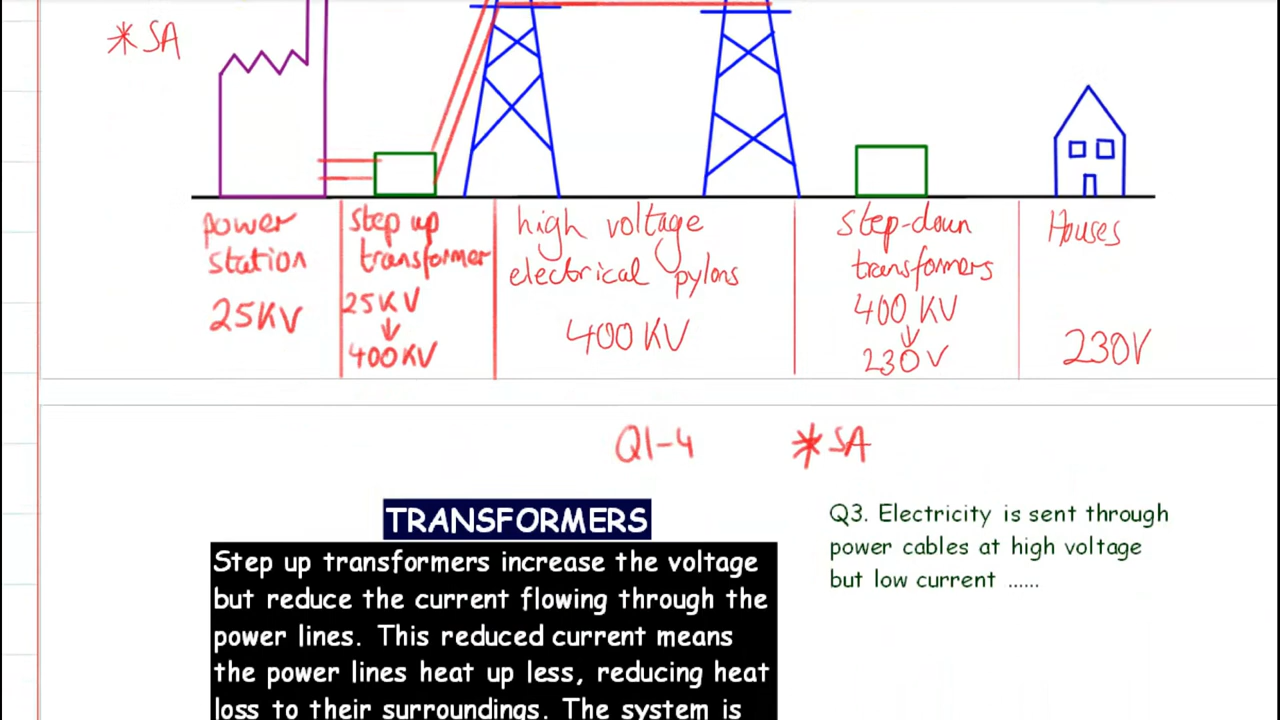 *SA
power
station
25KV
step up
transformer
25KV
↓
400KV
high voltage
electrical pylons
400 KV
step-down
transformers
400 KV
↓
230V
Houses
230V
Q1-4
*SA
TRANSFORMERS
Step up transformers increase the voltage
but reduce the current flowing through the
power lines. This reduced current means
the power lines heat up less, reducing heat
loss to their surroundings. The system is
Q3. Electricity is sent through
power cables at high voltage
but low current ......